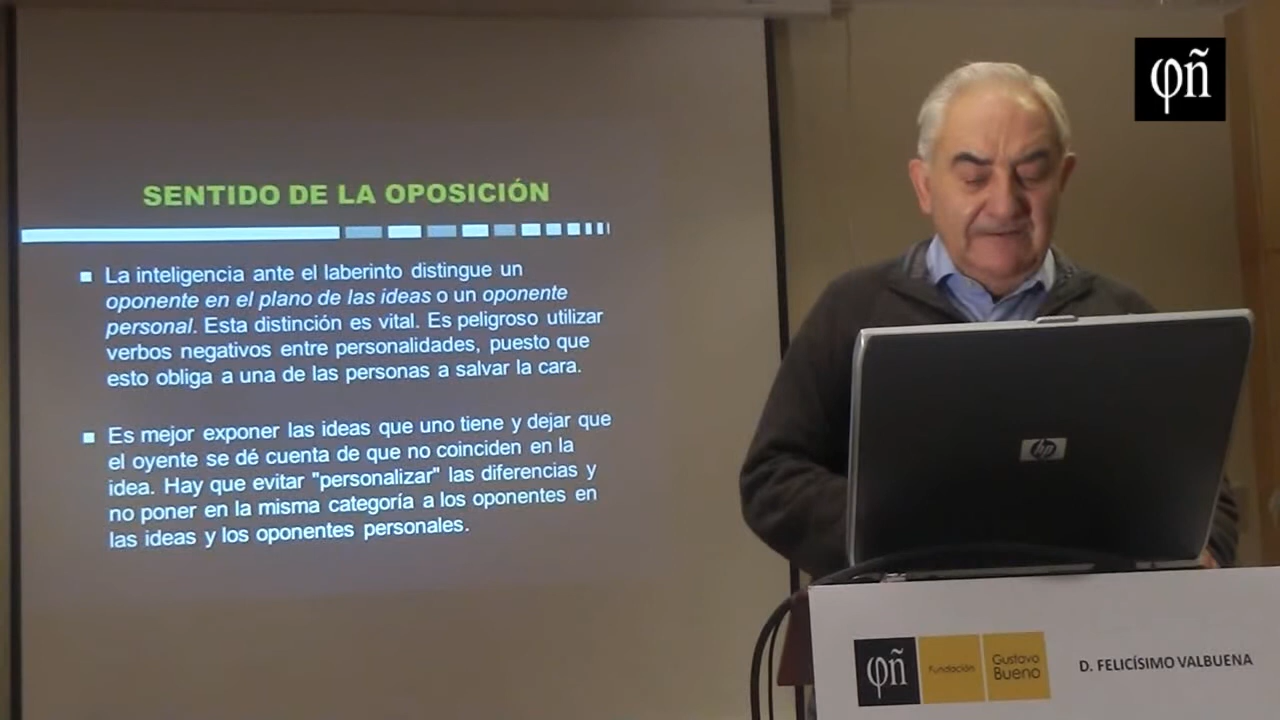 φñ
SENTIDO DE LA OPOSICIÓN
La inteligencia ante el laberinto distingue un
oponente en el plano de las ideas o un oponente
personal. Esta distinción es vital. Es peligroso utilizar
verbos negativos entre personalidades, puesto que
esto obliga a una de las personas a salvar la cara.
Es mejor exponer las ideas que uno tiene y dejar que
el oyente se dé cuenta de que no coinciden en la
idea. Hay que evitar "personalizar" las diferencias y
no poner en la misma categoría a los oponentes en
las ideas y los oponentes personales.
hp
φñ
Fundación
Gustavo
Bueno
D. FELICÍSIMO VALBUENA